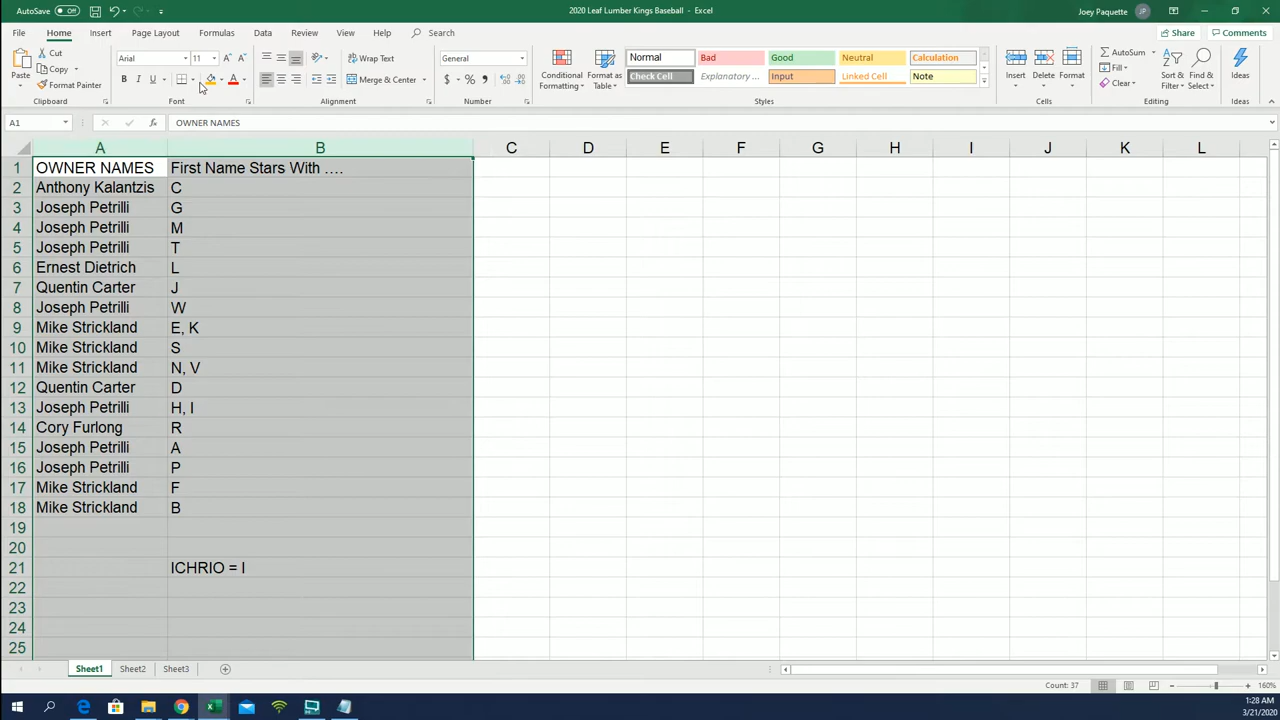 AutoSave Off 2020 Leaf Lumber Kings Baseball - Excel Joey Paquette JP
File Home Insert Page Layout Formulas Data Review View Help Search Share Comments
Paste Cut Copy Format Painter Clipboard
Arial 11 B I U A Font
Wrap Text Merge & Center Alignment
General $ % Number
Conditional Formatting Format as Table
Normal Bad Good Neutral Calculation
Check Cell Explanatory ... Input Linked Cell Note
Styles
Insert Delete Format Cells
AutoSum Fill Clear Sort & Filter Find & Select Editing
Ideas Ideas
A1 fx OWNER NAMES
A B C D E F G H I J K L
1 OWNER NAMES First Name Stars With ….
2 Anthony Kalantzis C
3 Joseph Petrilli G
4 Joseph Petrilli M
5 Joseph Petrilli T
6 Ernest Dietrich L
7 Quentin Carter J
8 Joseph Petrilli W
9 Mike Strickland E, K
10 Mike Strickland S
11 Mike Strickland N, V
12 Quentin Carter D
13 Joseph Petrilli H, I
14 Cory Furlong R
15 Joseph Petrilli A
16 Joseph Petrilli P
17 Mike Strickland F
18 Mike Strickland B
19
20
21 ICHRIO = I
22
23
24
25
Sheet1 Sheet2 Sheet3
Count: 37 160%
1:28 AM
3/21/2020